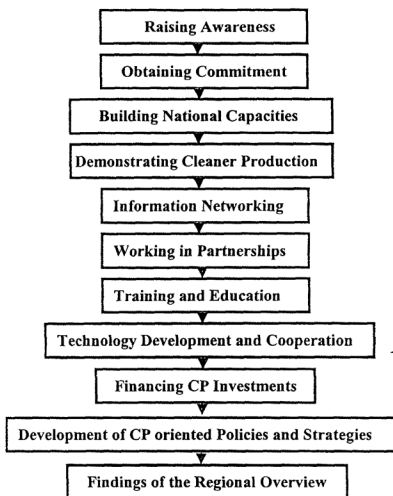 Raising Awareness
Obtaining Commitment
Building National Capacities
Demonstrating Cleaner Production
Information Networking
Working in Partnerships
Training and Education
Technology Development and Cooperation
Financing CP Investments
Development of CP oriented Policies and Strategies
Findings of the Regional Overview